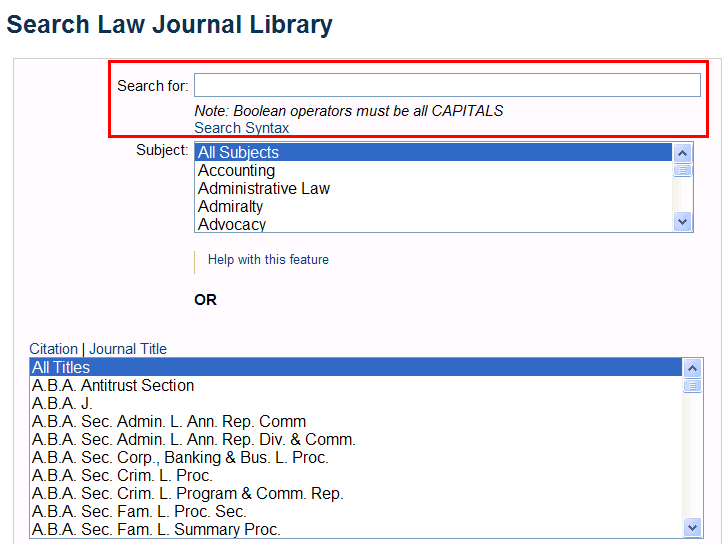 Search Law Journal Library
Search for:
Note: Boolean operators must be all CAPITALS
Search Syntax
Subject:
All Subjects
Accounting
Administrative Law
Admiralty
Advocacy
Help with this feature
OR
Citation | Journal Title
All Titles
A.B.A. Antitrust Section
A.B.A. J.
A.B.A. Sec. Admin. L. Ann. Rep. Comm
A.B.A. Sec. Admin. L. Ann. Rep. Div. & Comm.
A.B.A. Sec. Corp., Banking & Bus. L. Proc.
A.B.A. Sec. Crim. L. Proc.
A.B.A. Sec. Crim. L. Program & Comm. Rep.
A.B.A. Sec. Fam. L. Proc. Sec.
A.B.A. Sec. Fam. L. Summary Proc.